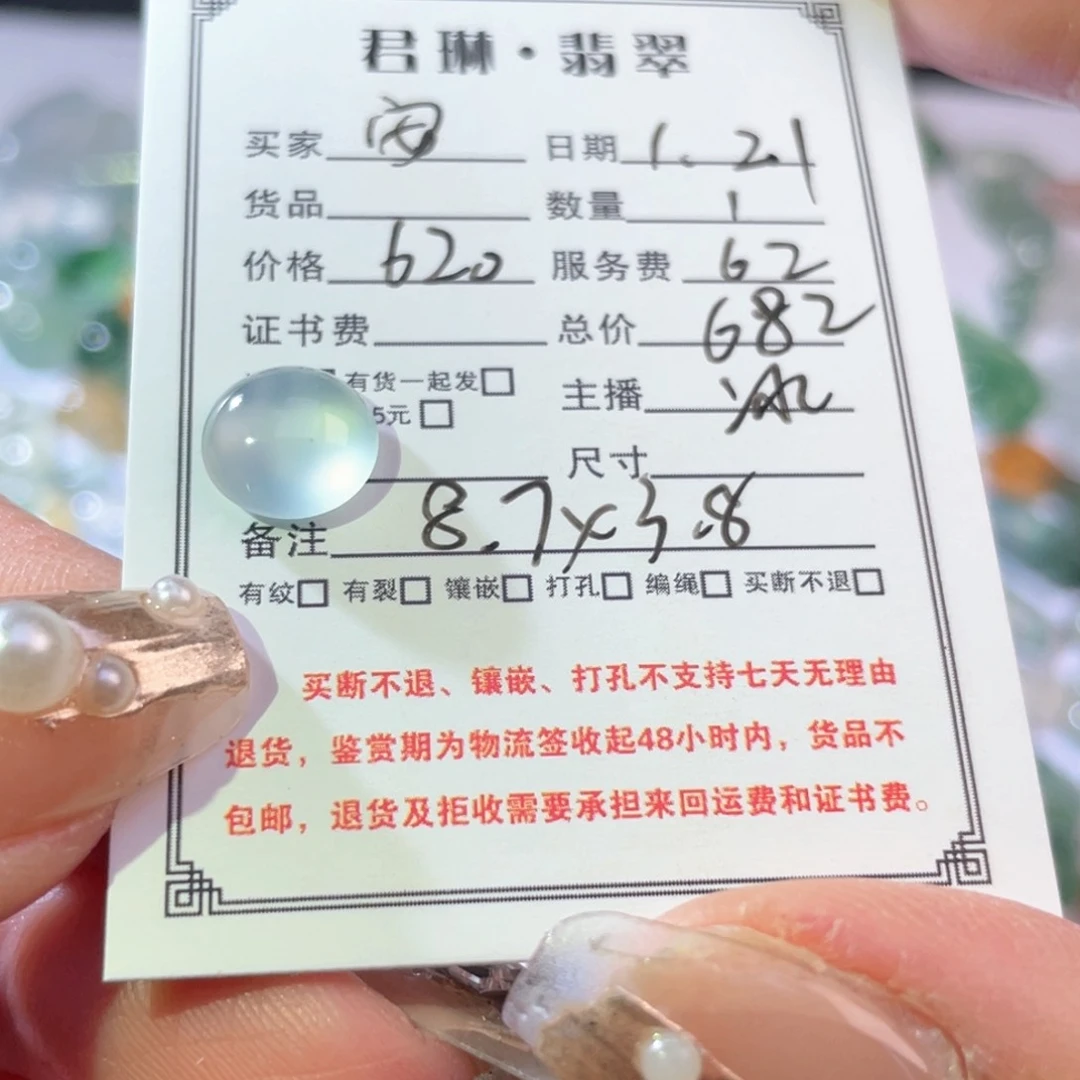 君琳·翡翠
买家 日期 1.21
货品 数量 1
价格 620 服务费 62
证书费 总价 682
有货一起发□ 主播 冰
5元 □
尺寸
备注 8.7×3.8
有纹□ 有裂□ 镶嵌□ 打孔□ 编绳□ 买断不退□
买断不退、镶嵌、打孔不支持七天无理由
退货，鉴赏期为物流签收起48小时内，货品不
包邮，退货及拒收需要承担来回运费和证书费。